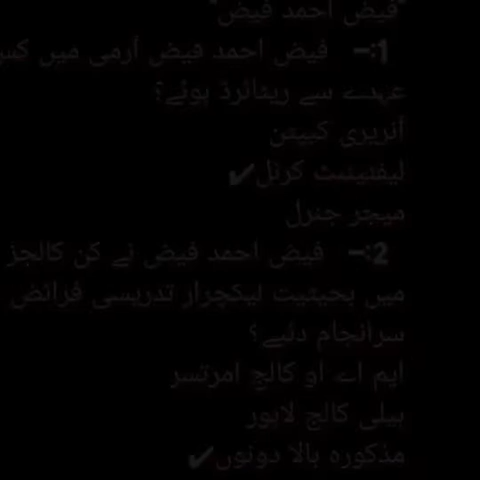 "فیض احمد فیض"
1:– فیض احمد فیض آرمی میں کس
عہدے سے ریٹائرڈ ہوئے؟
آنریری کیپٹن
لیفٹیننٹ کرنل✔
میجر جنرل
2:– فیض احمد فیض نے کن کالجز
میں بحیثیت لیکچرار تدریسی فرائض
سرانجام دئیے؟
ایم اے او کالج امرتسر
ہیلی کالج لاہور
مذکورہ بالا دونوں✔